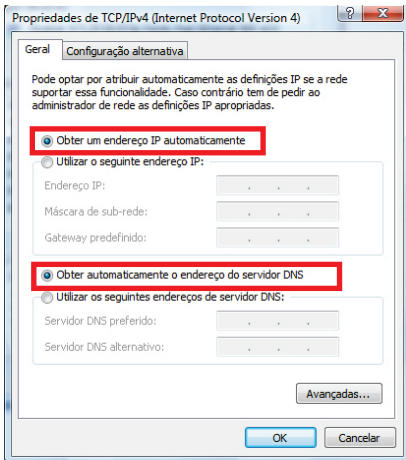 Propriedades de TCP/IPv4 (Internet Protocol Version 4)
Geral
Configuração alternativa
Pode optar por atribuir automaticamente as definições IP se a rede
suportar essa funcionalidade. Caso contrário tem de pedir ao
administrador de rede as definições IP apropriadas.
Obter um endereço IP automaticamente
Utilizar o seguinte endereço IP:
Endereço IP:
Máscara de sub-rede:
Gateway predefinido:
Obter automaticamente o endereço do servidor DNS
Utilizar os seguintes endereços de servidor DNS:
Servidor DNS preferido:
Servidor DNS alternativo:
Avançadas...
OK
Cancelar